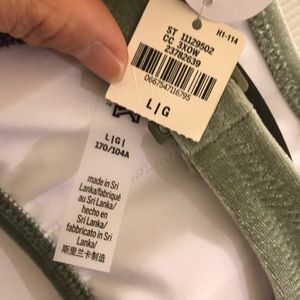 H1-114
ST 11129502
CC 3XOW
23782639
0667547116795
L|G
L|G|
170/104A
made in Sri
Lanka/fabriqué
au Sri Lanka/
hecho en
Sri Lanka/
fabbricato in Sri
Lanka
斯里兰卡制造